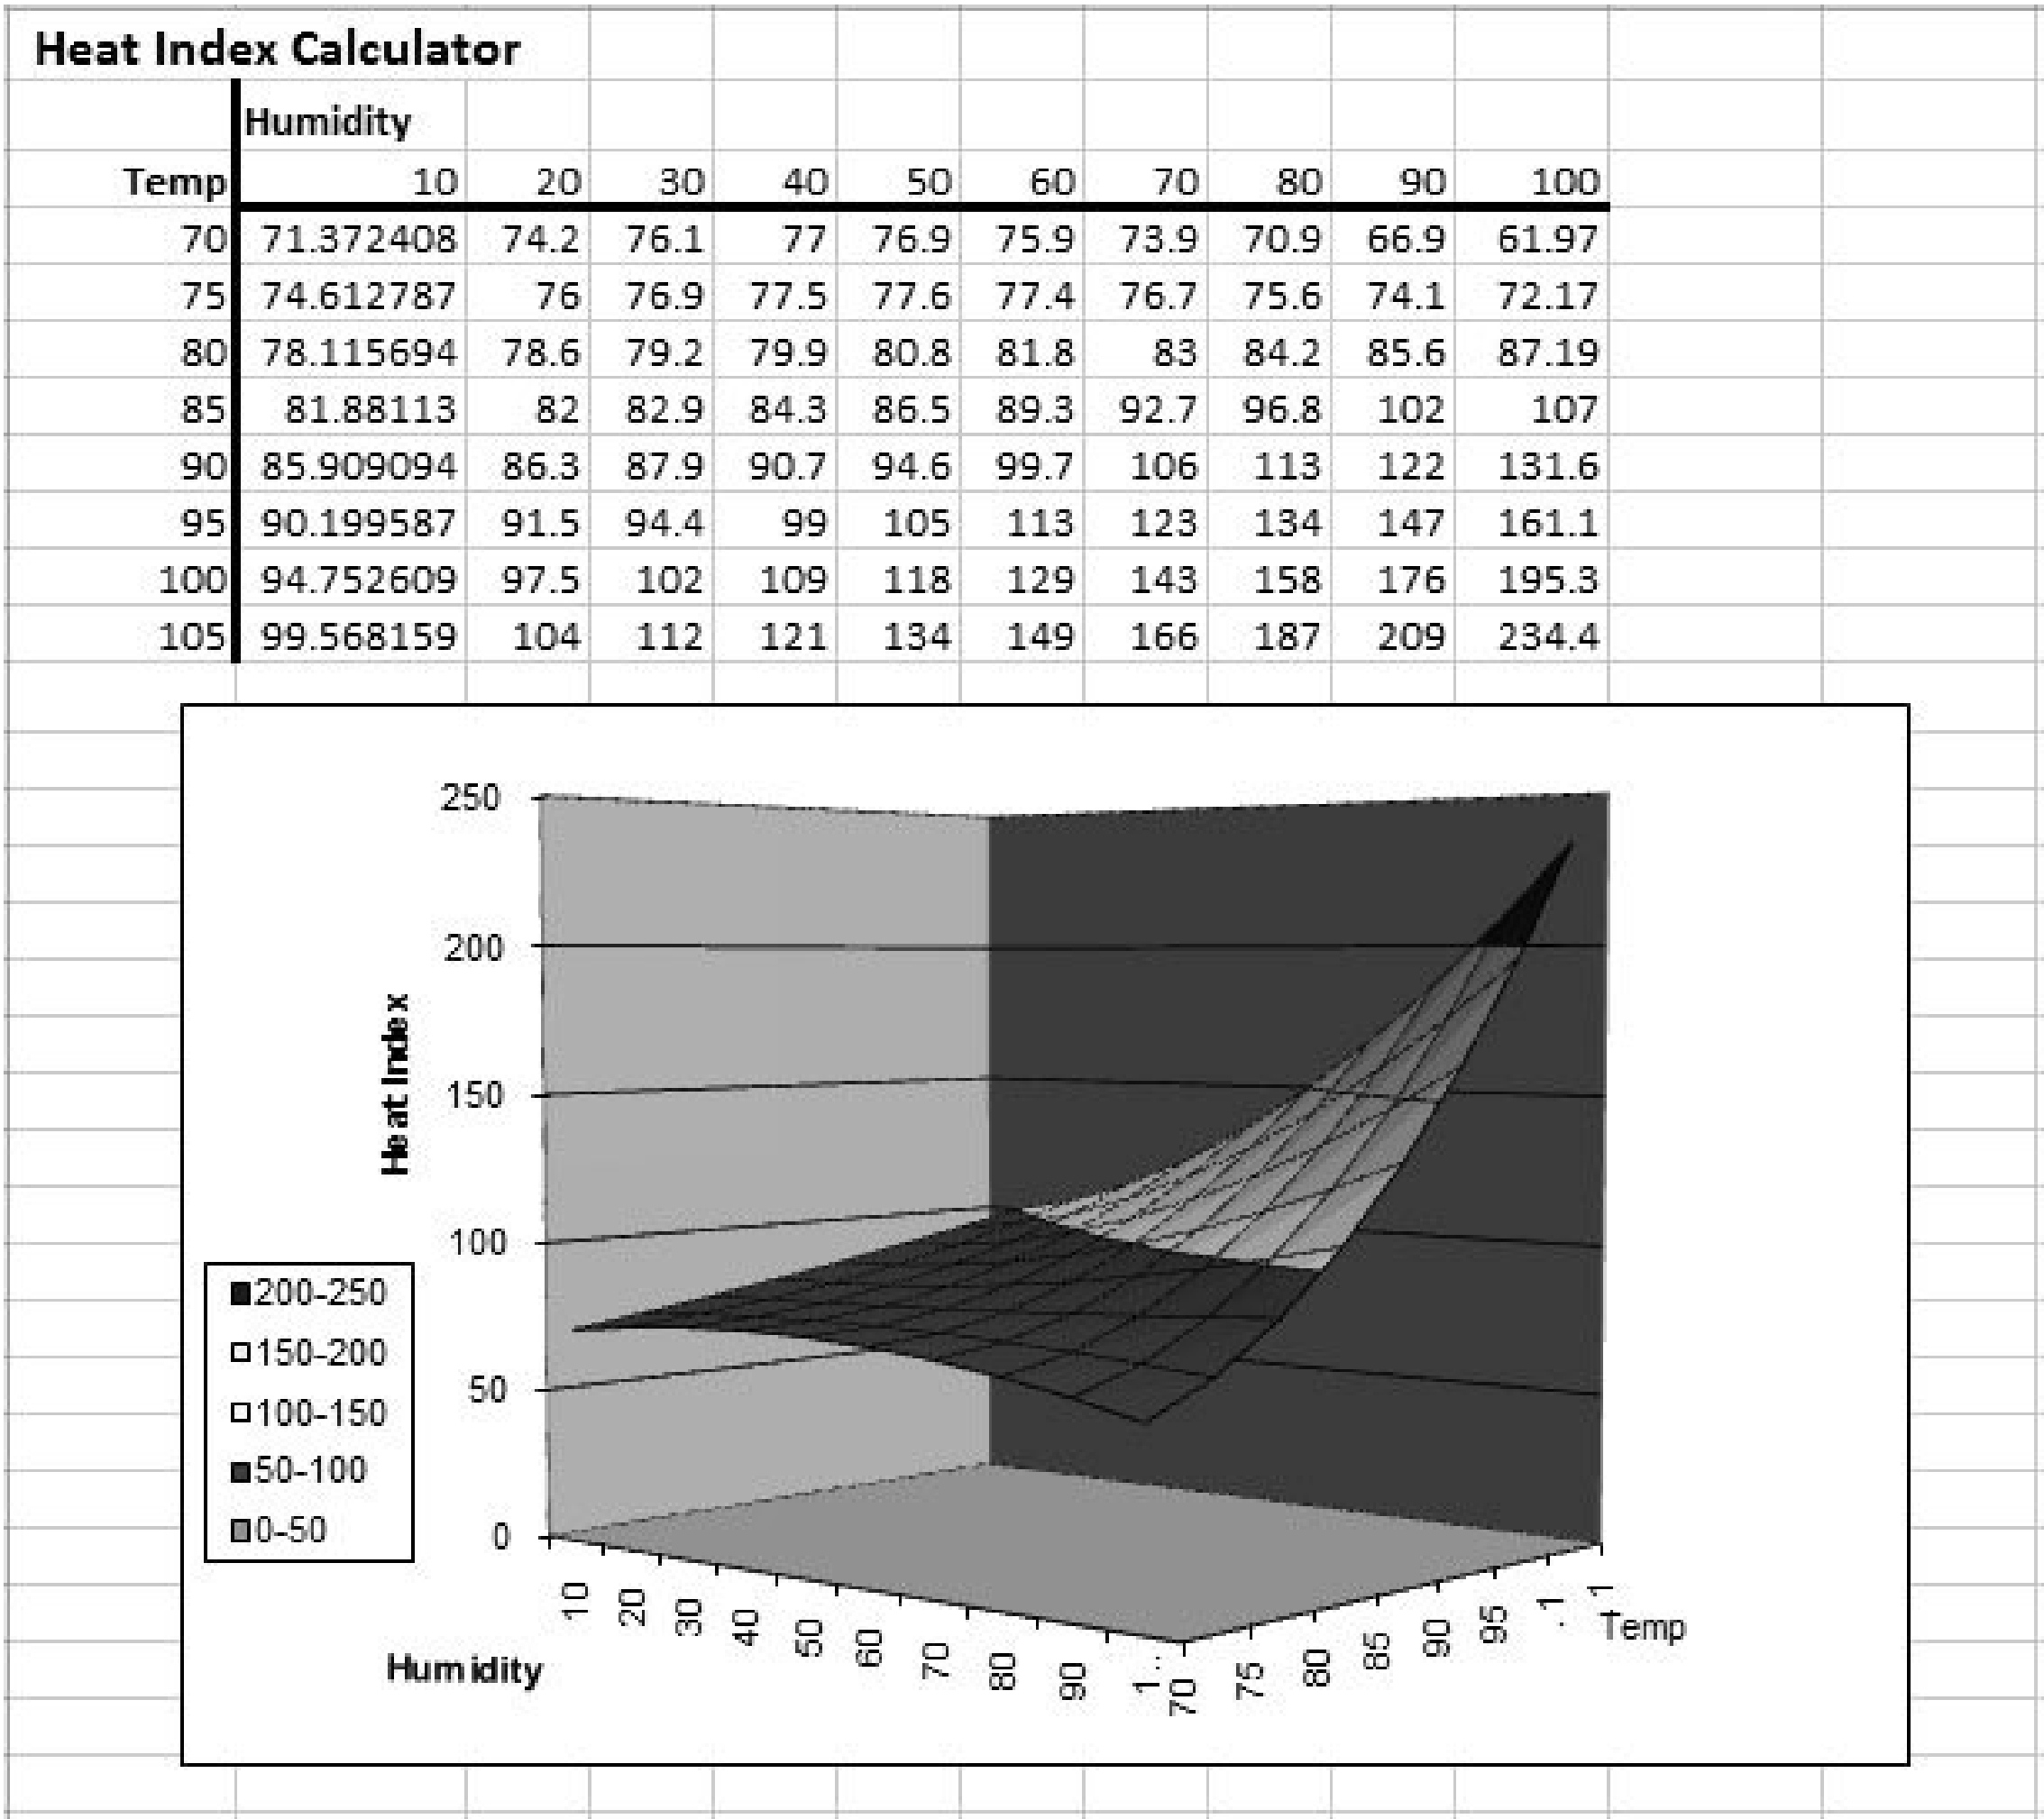 Heat Index Calculator
Humidity
Temp 10 20 30 40 50 60 70 80 90 100
70 71.372408 74.2 76.1 77 76.9 75.9 73.9 70.9 66.9 61.97
75 74.612787 76 76.9 77.5 77.6 77.4 76.7 75.6 74.1 72.17
80 78.115694 78.6 79.2 79.9 80.8 81.8 83 84.2 85.6 87.19
85 81.88113 82 82.9 84.3 86.5 89.3 92.7 96.8 102 107
90 85.909094 86.3 87.9 90.7 94.6 99.7 106 113 122 131.6
95 90.199587 91.5 94.4 99 105 113 123 134 147 161.1
100 94.752609 97.5 102 109 118 129 143 158 176 195.3
105 99.568159 104 112 121 134 149 166 187 209 234.4
250
200
150
100
50
0
Heat Index
200-250
150-200
100-150
50-100
0-50
10 20 30 40 50 60 70 80 90 1...
Humidity
70 75 80 85 90 95 .1 .1
Temp